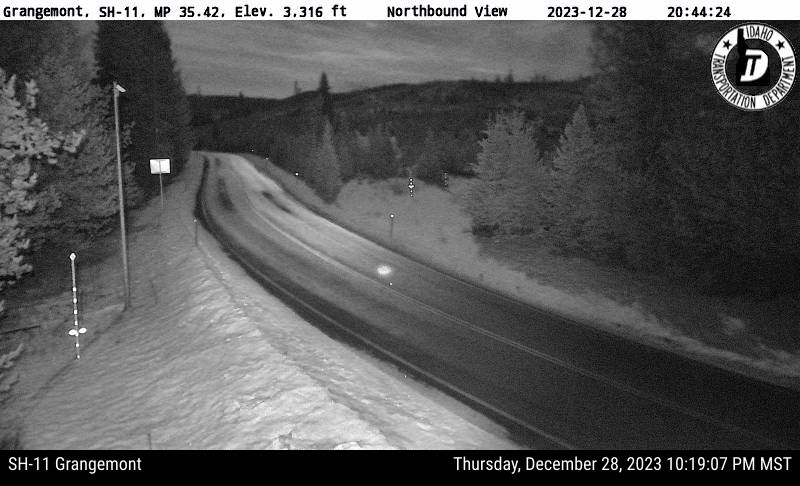 Grangemont, SH-11, MP 35.42, Elev. 3,316 ft Northbound View 2023-12-28 20:44:24
IDAHO
TRANSPORTATION DEPARTMENT
SH-11 Grangemont Thursday, December 28, 2023 10:19:07 PM MST